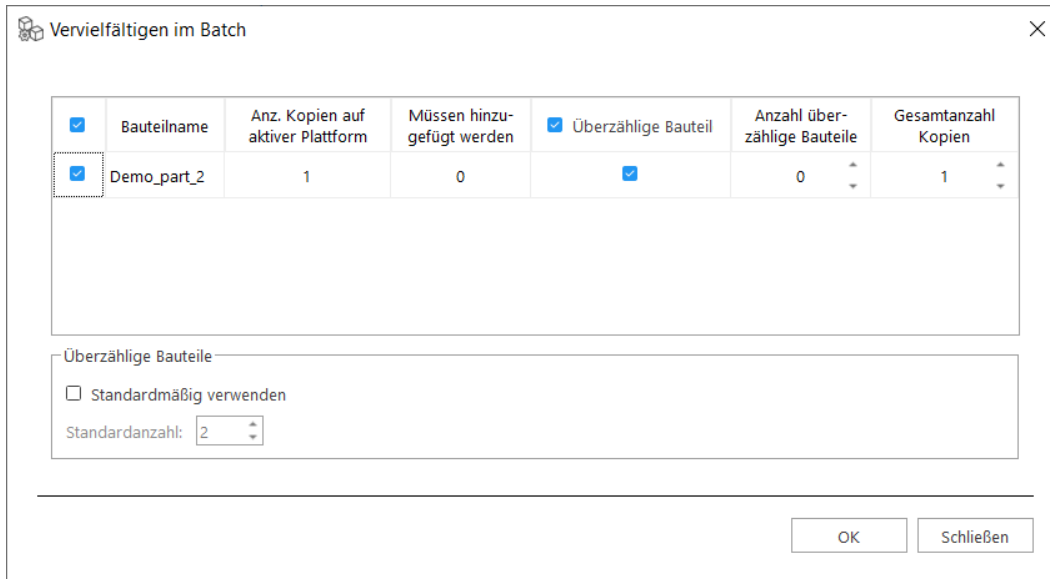 Vervielfältigen im Batch
Bauteilname
Anz. Kopien auf
aktiver Plattform
Müssen hinzu-
gefügt werden
Überzählige Bauteil
Anzahl über-
zählige Bauteile
Gesamtanzahl
Kopien
Demo_part_2 1 0 0 1
Überzählige Bauteile
Standardmäßig verwenden
Standardanzahl: 2
OK Schließen